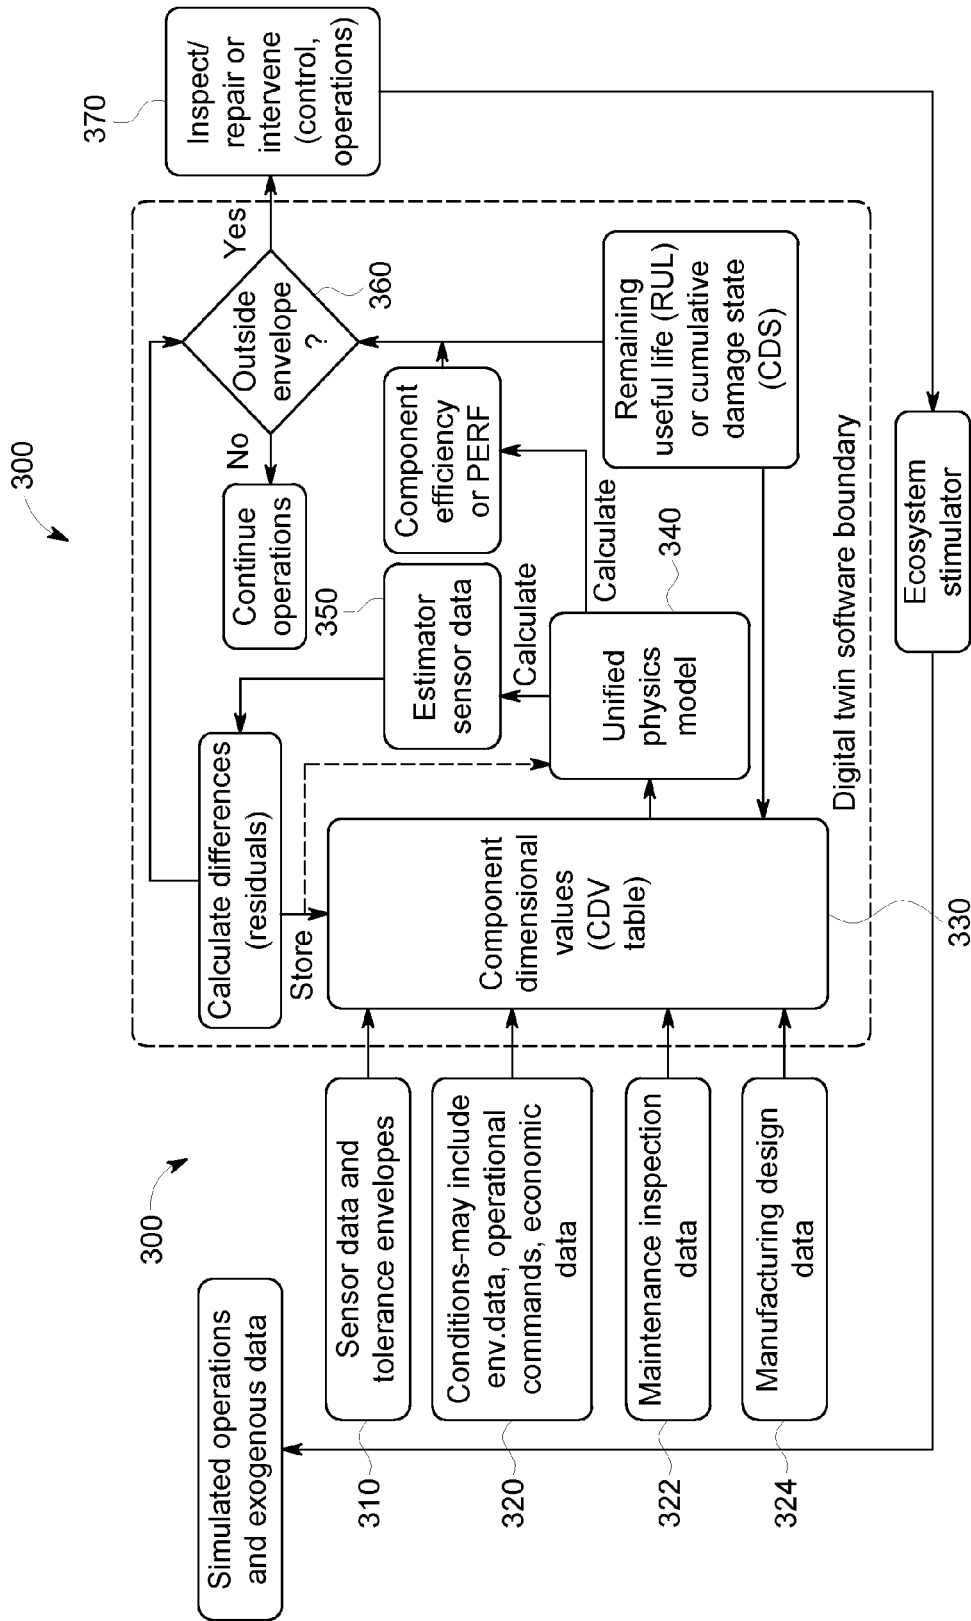 300
300
Simulated operations
and exogenous data
310
Sensor data and
tolerance envelopes
320
Conditions-may include
env.data, operational
commands, economic
data
322
Maintenance inspection
data
324
Manufacturing design
data
Calculate differences
(residuals)
Store
Component
dimensional
values
(CDV
table)
330
Continue
operations
No
350
Estimator
sensor data
Calculate
Unified
physics
model
340
Calculate
Component
efficiency
or PERF
Outside
envelope
?
360
Yes
Remaining
useful life (RUL)
or cumulative
damage state
(CDS)
Digital twin software boundary
370
Inspect/
repair or
intervene
(control,
operations)
Ecosystem
stimulator